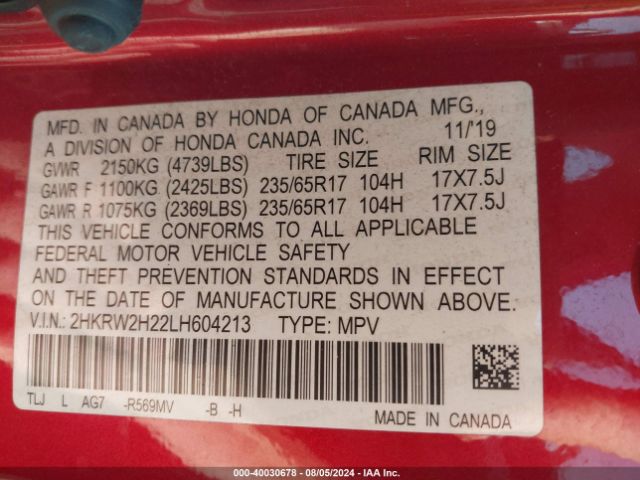 MFD. IN CANADA BY HONDA OF CANADA MFG.,
A DIVISION OF HONDA CANADA INC. 11/'19
GVWR 2150KG (4739LBS) TIRE SIZE RIM SIZE
GAWR F 1100KG (2425LBS) 235/65R17 104H 17X7.5J
GAWR R 1075KG (2369LBS) 235/65R17 104H 17X7.5J
THIS VEHICLE CONFORMS TO ALL APPLICABLE
FEDERAL MOTOR VEHICLE SAFETY
AND THEFT PREVENTION STANDARDS IN EFFECT
ON THE DATE OF MANUFACTURE SHOWN ABOVE.
V.I.N.: 2HKRW2H22LH604213 TYPE: MPV
TLJ L AG7 -R569MV -B -H
MADE IN CANADA
000-40030678 - 08/05/2024 - IAA Inc.